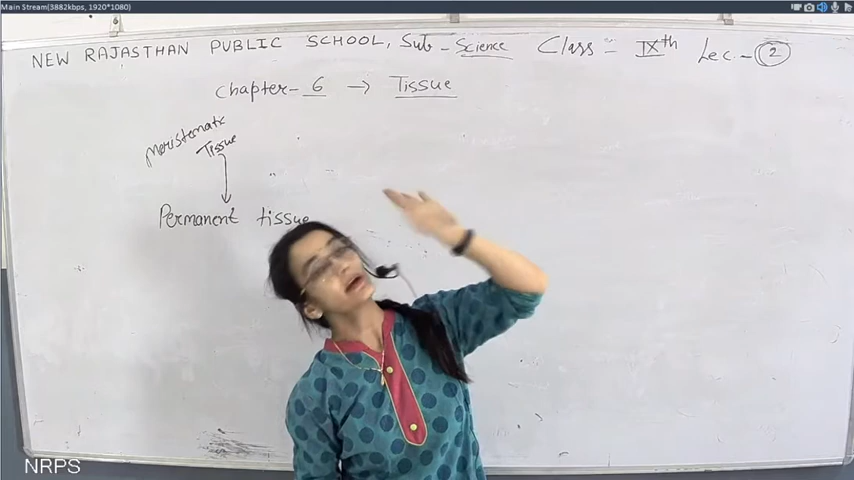 Main Stream(3882kbps, 1920*1080)
NEW RAJASTHAN PUBLIC SCHOOL, Sub - Science Class = IXth Lec. - 2
Chapter - 6 → Tissue
Meristematic
Tissue
Permanent tissue
NRPS